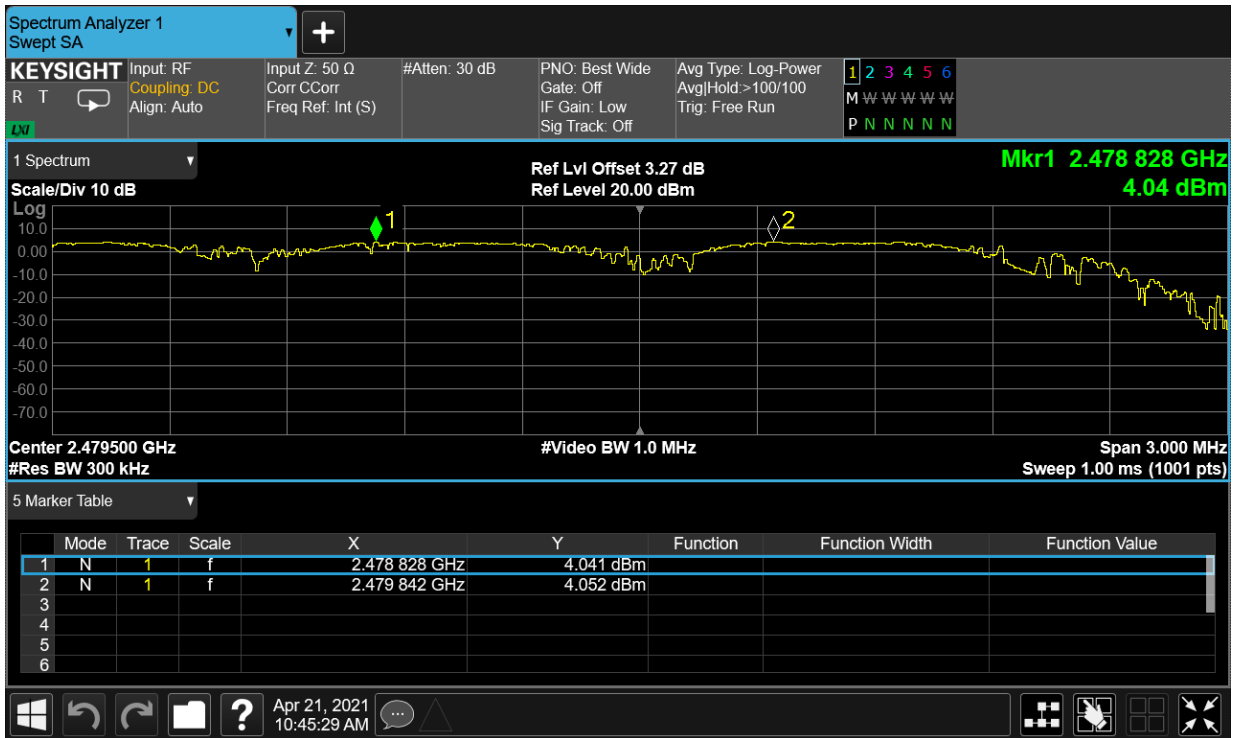 Spectrum Analyzer 1
Swept SA
+
KEYSIGHT
R T
LXI
Input: RF
Coupling: DC
Align: Auto
Input Z: 50 Ω
Corr CCorr
Freq Ref: Int (S)
#Atten: 30 dB
PNO: Best Wide
Gate: Off
IF Gain: Low
Sig Track: Off
Avg Type: Log-Power
Avg|Hold:>100/100
Trig: Free Run
1 2 3 4 5 6
M W W W W W
P N N N N N
1 Spectrum
Scale/Div 10 dB
Ref Lvl Offset 3.27 dB
Ref Level 20.00 dBm
Mkr1 2.478 828 GHz
4.04 dBm
Log
10.0
0.00
-10.0
-20.0
-30.0
-40.0
-50.0
-60.0
-70.0
1
2
Center 2.479500 GHz
#Res BW 300 kHz
#Video BW 1.0 MHz
Span 3.000 MHz
Sweep 1.00 ms (1001 pts)
5 Marker Table
Mode Trace Scale X Y Function Function Width Function Value
1 N 1 f 2.478 828 GHz 4.041 dBm
2 N 1 f 2.479 842 GHz 4.052 dBm
3
4
5
6
?
Apr 21, 2021
10:45:29 AM